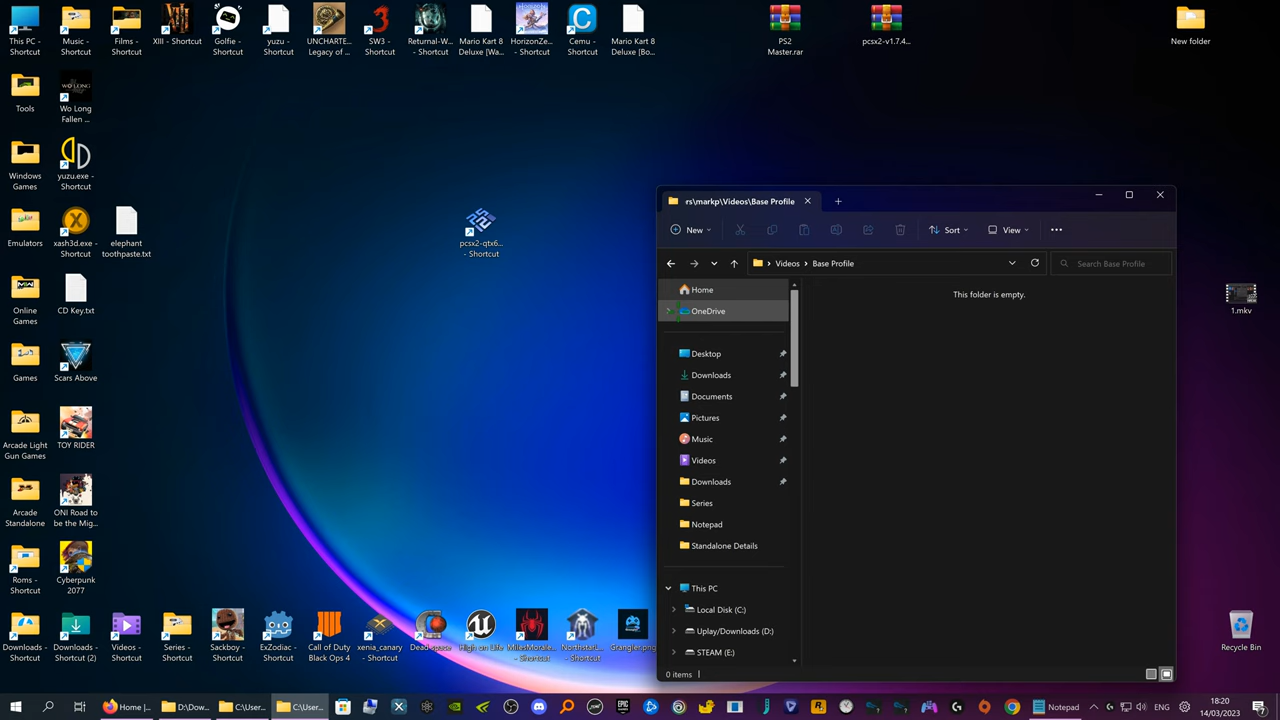 This PC -
Shortcut
Music -
Shortcut
Films -
Shortcut
XIII - Shortcut
Golfie -
Shortcut
yuzu -
Shortcut
UNCHARTE...
Legacy of ...
SW3 -
Shortcut
Returnal-W...
- Shortcut
Mario Kart 8
Deluxe [Wa...
HorizonZe...
- Shortcut
Cemu -
Shortcut
Mario Kart 8
Deluxe [Bo...
PS2
Master.rar
pcsx2-v1.7.4...
New folder
Tools
Wo Long
Fallen ...
Windows
Games
yuzu.exe -
Shortcut
Emulators
xash3d.exe -
Shortcut
elephant
toothpaste.txt
pcsx2-qtx6...
- Shortcut
Online
Games
CD Key.txt
Games
Scars Above
Arcade Light
Gun Games
TOY RIDER
Arcade
Standalone
ONI Road to
be the Mig...
Roms -
Shortcut
Cyberpunk
2077
Downloads -
Shortcut
Downloads -
Shortcut (2)
Videos -
Shortcut
Series -
Shortcut
Sackboy -
Shortcut
ExZodiac -
Shortcut
Call of Duty
Black Ops 4
xenia_canary
- Shortcut
Dead space
High on Life
MilesMorale...
- Shortcut
NorthstarL...
- Shortcut
Grangler.png
1.mkv
Recycle Bin
rs\markp\Videos\Base Profile
New
Sort
View
Videos
Base Profile
Search Base Profile
Home
OneDrive
Desktop
Downloads
Documents
Pictures
Music
Videos
Downloads
Series
Notepad
Standalone Details
This PC
Local Disk (C:)
Uplay/Downloads (D:)
STEAM (E:)
This folder is empty.
0 items
Home |...
D:\Dow...
C:\User...
C:\User...
Notepad
ENG
18:20
14/03/2023